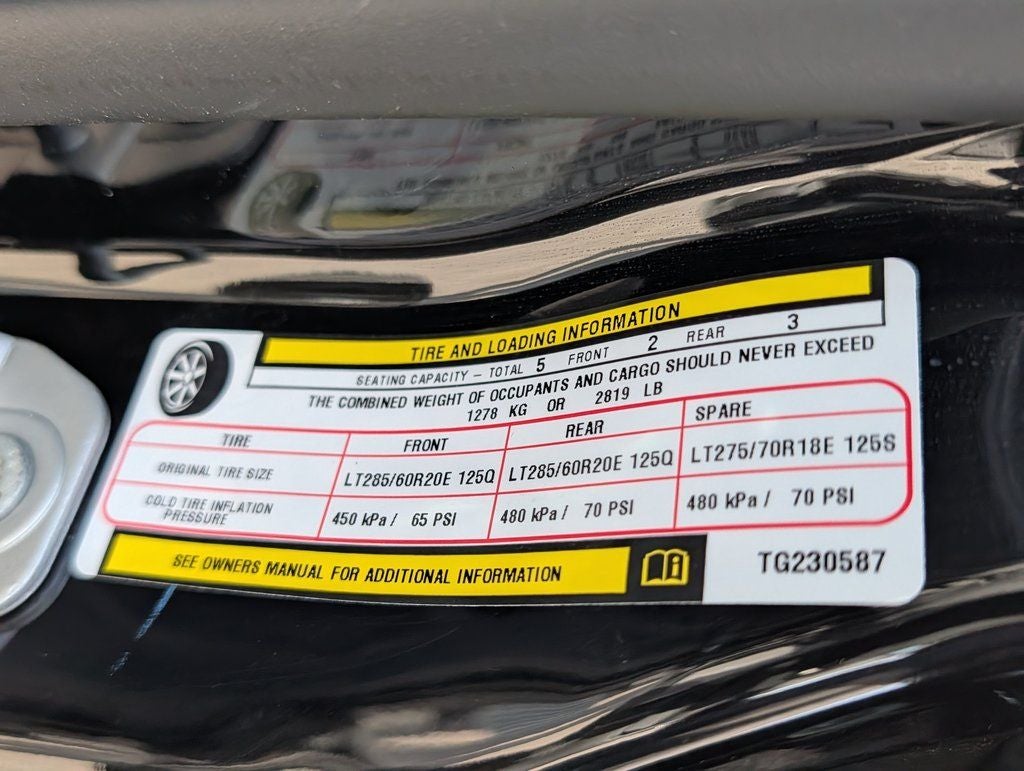 TIRE AND LOADING INFORMATION
SEATING CAPACITY – TOTAL 5 FRONT 2 REAR 3
THE COMBINED WEIGHT OF OCCUPANTS AND CARGO SHOULD NEVER EXCEED
1278 KG OR 2819 LB
TIRE FRONT REAR SPARE
ORIGINAL TIRE SIZE LT285/60R20E 125Q LT285/60R20E 125Q LT275/70R18E 125S
COLD TIRE INFLATION
PRESSURE 450 kPa / 65 PSI 480 kPa / 70 PSI 480 kPa / 70 PSI
SEE OWNERS MANUAL FOR ADDITIONAL INFORMATION
TG230587